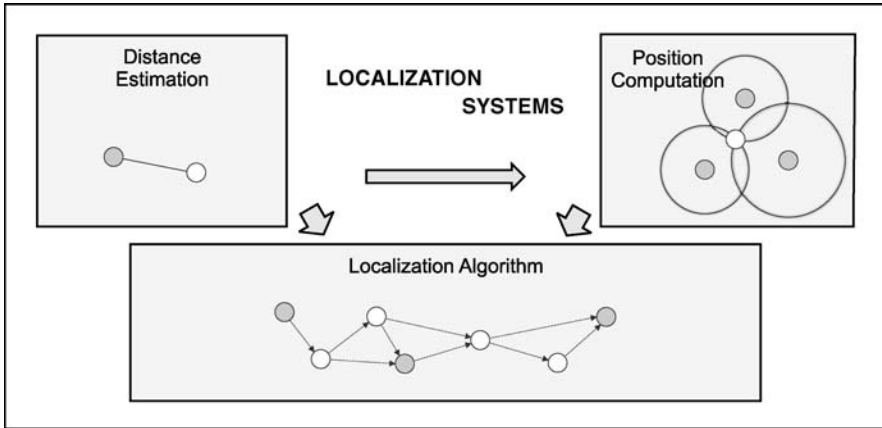 Distance
Estimation
LOCALIZATION
SYSTEMS
Position
Computation
Localization Algorithm